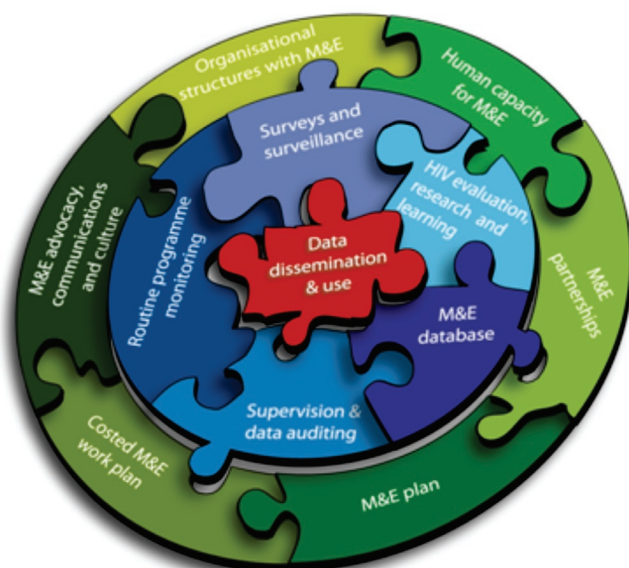 Organisational
structures with M&E
Human capacity
for M&E
M&E
partnerships
M&E plan
Costed M&E
work plan
M&E advocacy,
communications
and culture
Surveys and
surveillance
HIV evaluation,
research and
learning
M&E
database
Supervision &
data auditing
Routine programme
monitoring
Data
dissemination
& use